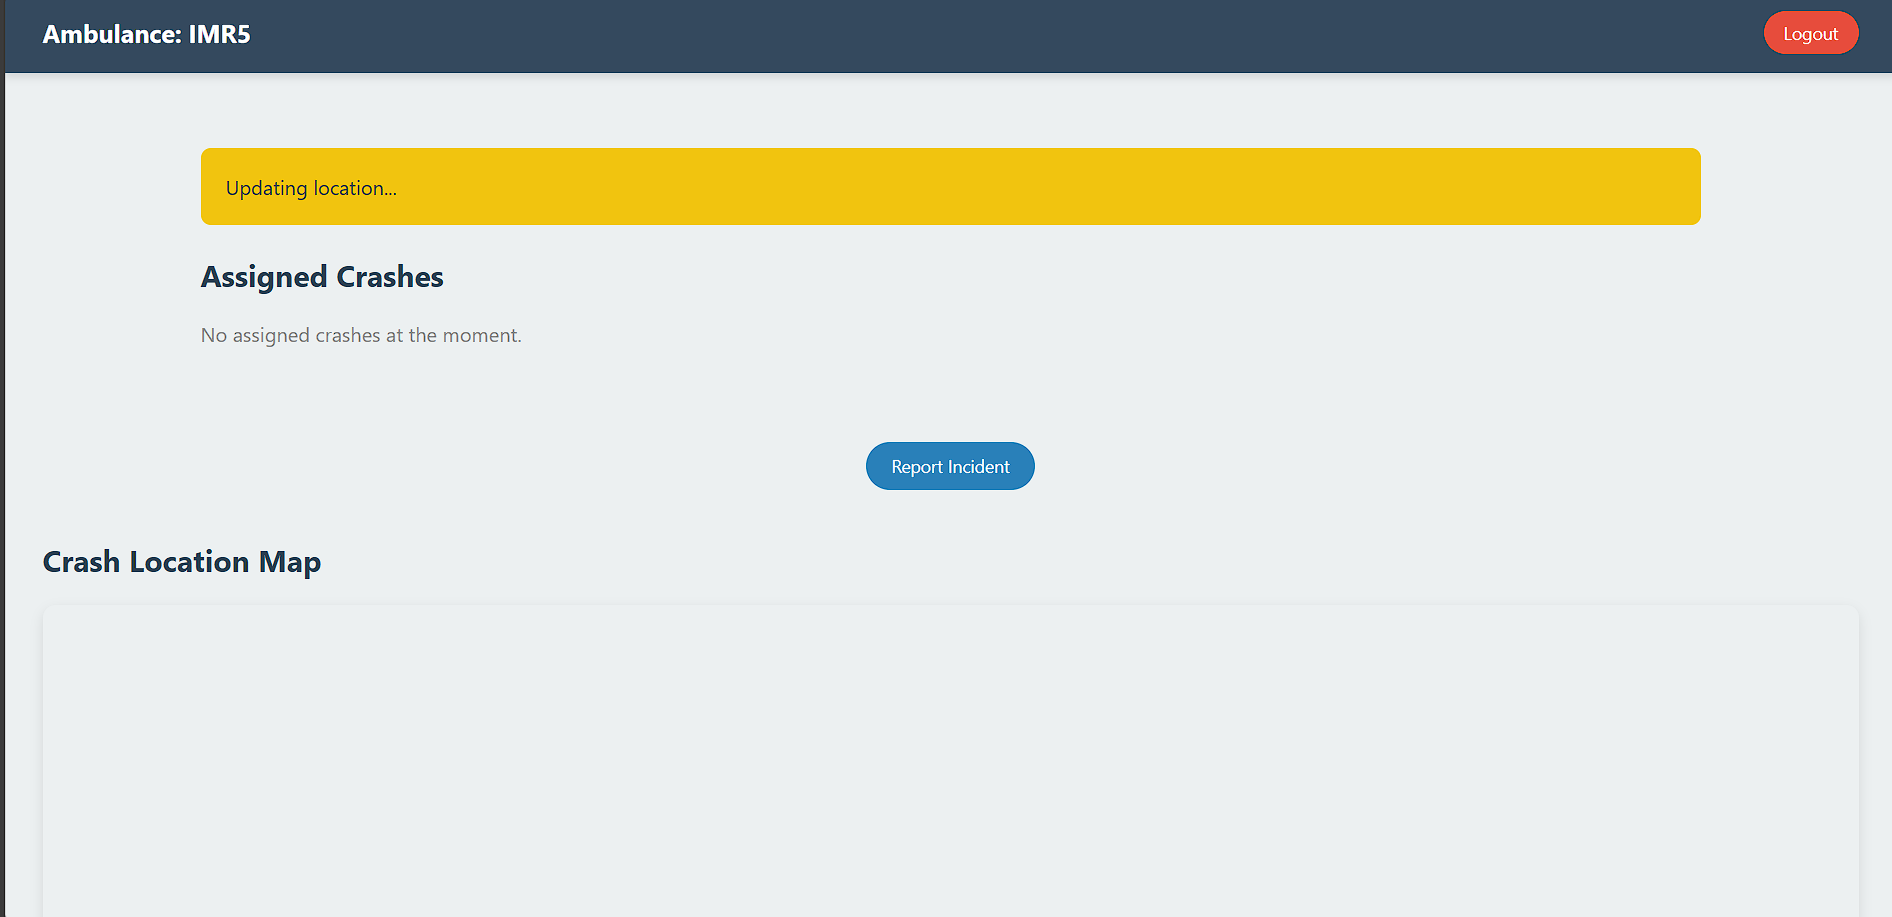 Ambulance: IMR5
Logout
Updating location...
Assigned Crashes
No assigned crashes at the moment.
Report Incident
Crash Location Map